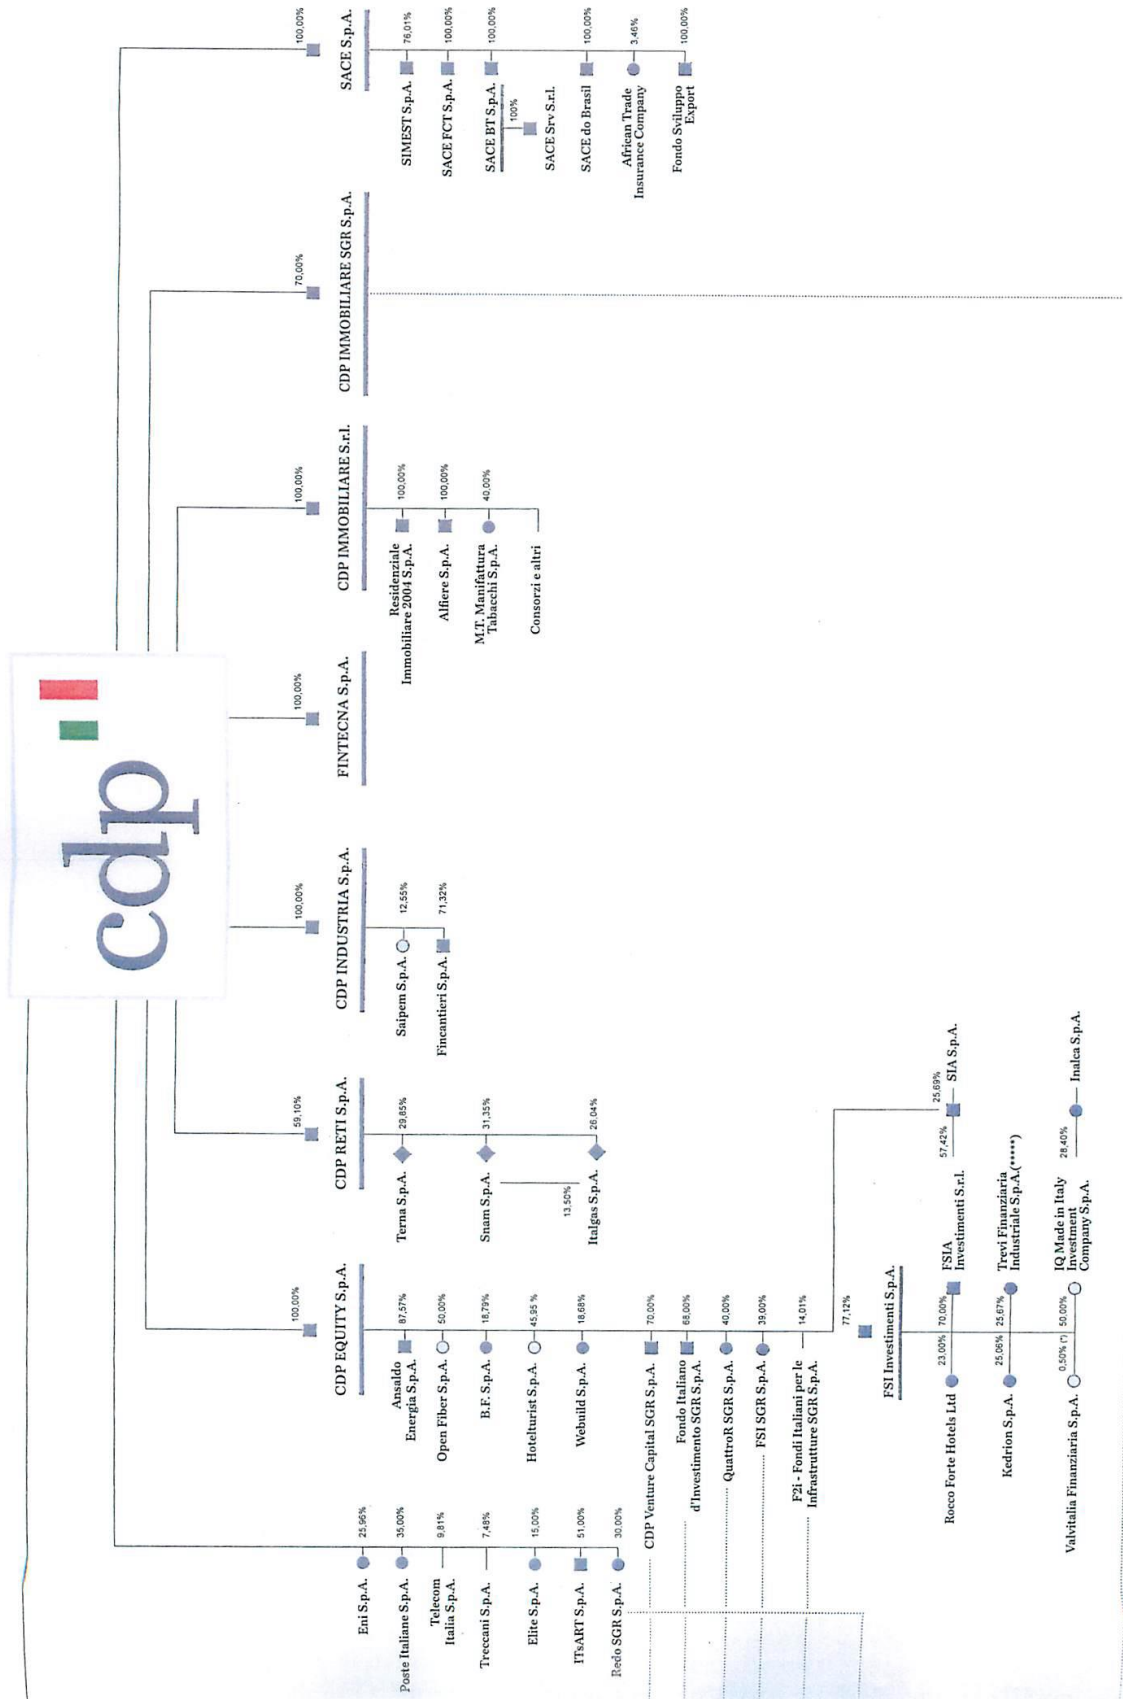 cdp
Eni S.p.A.
25,96%
Poste Italiane S.p.A.
35,00%
Telecom
Italia S.p.A.
9,81%
Treccani S.p.A.
7,48%
Elite S.p.A.
15,00%
ITsART S.p.A.
51,00%
Redo SGR S.p.A.
30,00%
100,00%
CDP EQUITY S.p.A.
Ansaldo
Energia S.p.A.
87,57%
Open Fiber S.p.A.
50,00%
B.F. S.p.A.
18,79%
Hotelturist S.p.A.
45,95 %
Webuild S.p.A.
18,68%
CDP Venture Capital SGR S.p.A.
70,00%
Fondo Italiano
d'Investimento SGR S.p.A.
68,00%
QuattroR SGR S.p.A.
40,00%
FSI SGR S.p.A.
39,00%
F2i - Fondi Italiani per le
Infrastrutture SGR S.p.A.
14,01%
77,12%
FSI Investimenti S.p.A.
Rocco Forte Hotels Ltd
23,00%
70,00%
FSIA
Investimenti S.r.l.
57,42%
25,69%
SIA S.p.A.
Kedrion S.p.A.
25,06%
25,67%
Trevi Finanziaria
Industriale S.p.A.(*****)
Valvitalia Finanziaria S.p.A.
0,50% (*)
50,00%
IQ Made in Italy
Investment
Company S.p.A.
28,40%
Inalca S.p.A.
59,10%
CDP RETI S.p.A.
Terna S.p.A.
29,85%
Snam S.p.A.
31,35%
13,50%
Italgas S.p.A.
26,04%
100,00%
CDP INDUSTRIA S.p.A.
Saipem S.p.A.
12,55%
Fincantieri S.p.A.
71,32%
100,00%
FINTECNA S.p.A.
100,00%
CDP IMMOBILIARE S.r.l.
Residenziale
Immobiliare 2004 S.p.A.
100,00%
Alfiere S.p.A.
100,00%
M.T. Manifattura
Tabacchi S.p.A.
40,00%
Consorzi e altri
70,00%
CDP IMMOBILIARE SGR S.p.A.
100,00%
SACE S.p.A.
SIMEST S.p.A.
76,01%
SACE FCT S.p.A.
100,00%
SACE BT S.p.A.
100,00%
100%
SACE Srv S.r.l.
SACE do Brasil
100,00%
African Trade
Insurance Company
3,46%
Fondo Sviluppo
Export
100,00%